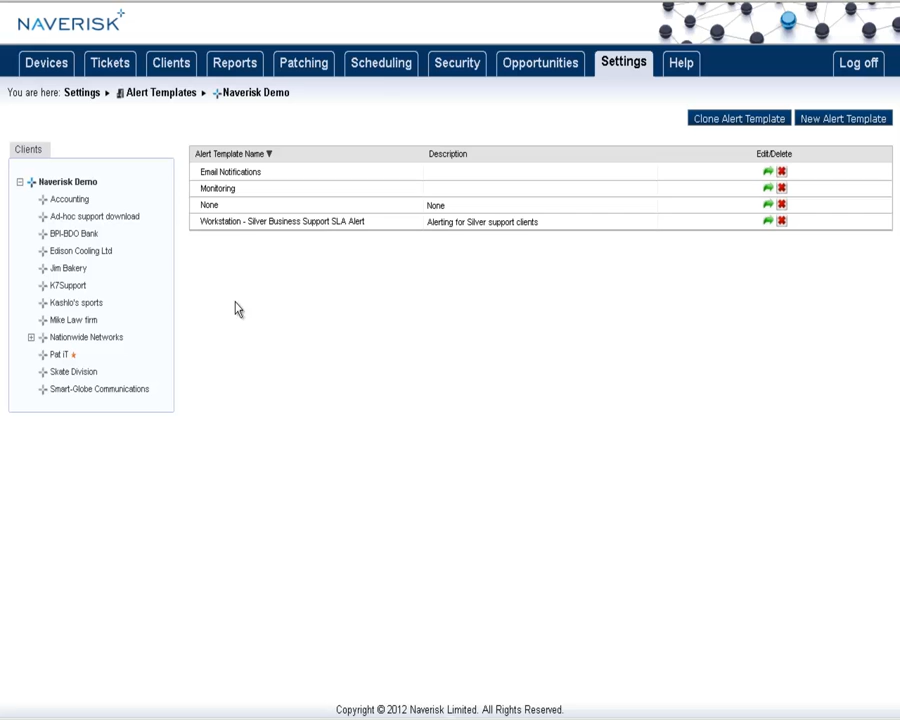 NAVERISK
Devices Tickets Clients Reports Patching Scheduling Security Opportunities Settings Help Log off
You are here: Settings Alert Templates Naverisk Demo
Clone Alert Template New Alert Template
Clients
Naverisk Demo
Accounting
Ad-hoc support download
BPI-BDO Bank
Edison Cooling Ltd
Jim Bakery
K7Support
Kashlo's sports
Mike Law firm
Nationwide Networks
Pat iT
Skate Division
Smart-Globe Communications
Alert Template Name Description Edit/Delete
Email Notifications
Monitoring
None None
Workstation - Silver Business Support SLA Alert Alerting for Silver support clients
Copyright © 2012 Naverisk Limited. All Rights Reserved.